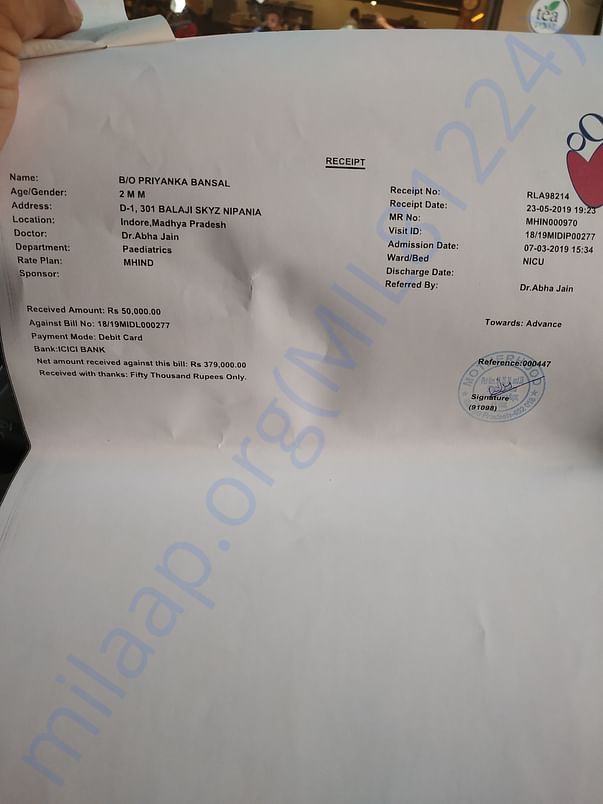 tea
RECEIPT
Name: B/O PRIYANKA BANSAL
Age/Gender: 2 M M
Address: D-1, 301 BALAJI SKYZ NIPANIA
Location: Indore,Madhya Pradesh
Doctor: Dr.Abha Jain
Department: Paediatrics
Rate Plan: MHIND
Sponsor:
Receipt No: RLA98214
Receipt Date: 23-05-2019 19:23
MR No: MHIN000970
Visit ID: 18/19MIDIP00277
Admission Date: 07-03-2019 15:34
Ward/Bed NICU
Discharge Date:
Referred By: Dr.Abha Jain
Received Amount: Rs 50,000.00
Against Bill No: 18/19MIDL000277
Payment Mode: Debit Card
Bank:ICICI BANK
Net amount received against this bill: Rs 379,000.00
Received with thanks: Fifty Thousand Rupees Only.
Towards: Advance
Reference:000447
MOTHERHOOD
Signature
(91098)
milaap.org(MILS1224)